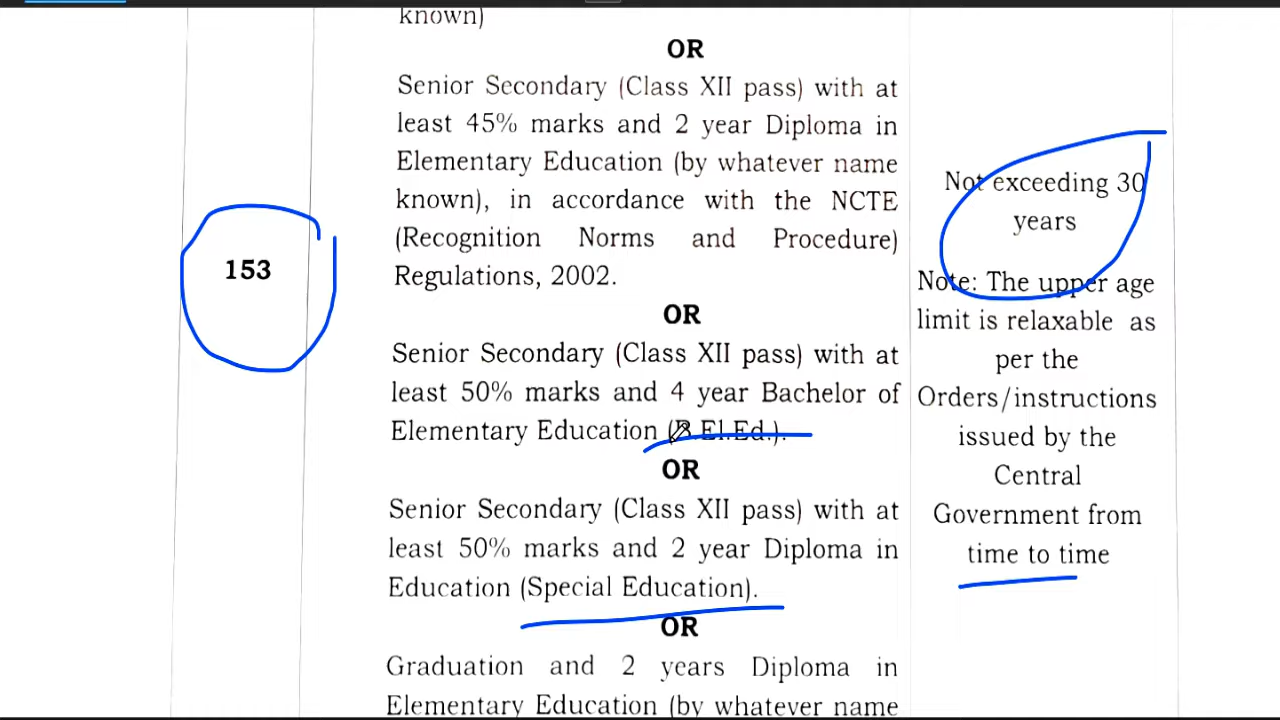 known)
OR
Senior Secondary (Class XII pass) with at
least 45% marks and 2 year Diploma in
Elementary Education (by whatever name
known), in accordance with the NCTE
(Recognition Norms and Procedure)
Regulations, 2002.
OR
Senior Secondary (Class XII pass) with at
least 50% marks and 4 year Bachelor of
Elementary Education (B.El.Ed.).
OR
Senior Secondary (Class XII pass) with at
least 50% marks and 2 year Diploma in
Education (Special Education).
OR
Graduation and 2 years Diploma in
Elementary Education (by whatever name
153
Not exceeding 30
years
Note: The upper age
limit is relaxable as
per the
Orders/instructions
issued by the
Central
Government from
time to time